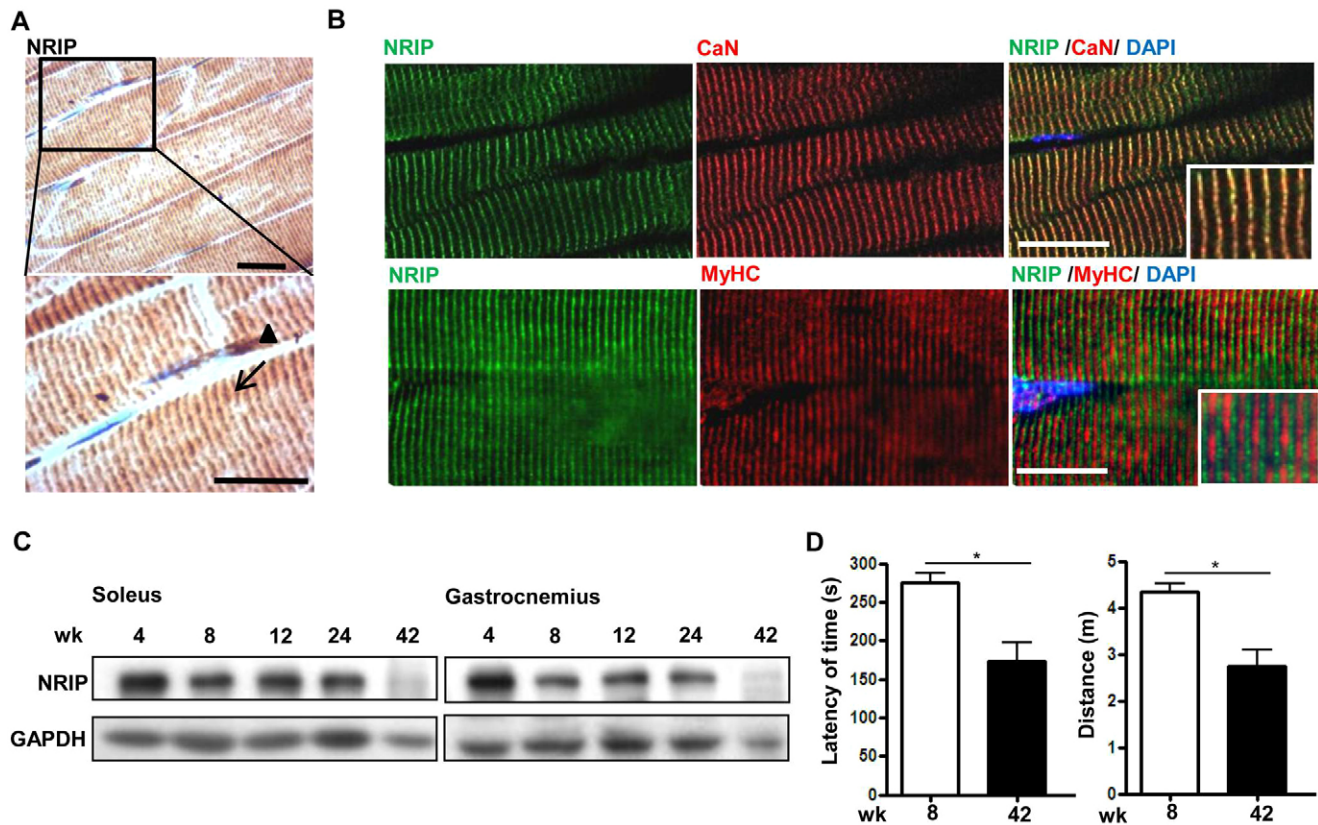 A
NRIP
B
NRIP
CaN
NRIP /CaN/ DAPI
NRIP
MyHC
NRIP /MyHC/ DAPI
C
Soleus
Gastrocnemius
wk 4 8 12 24 42 4 8 12 24 42
NRIP
GAPDH
D
*
300
250
200
150
100
50
0
Latency of time (s)
wk 8 42
*
5
4
3
2
1
0
Distance (m)
wk 8 42